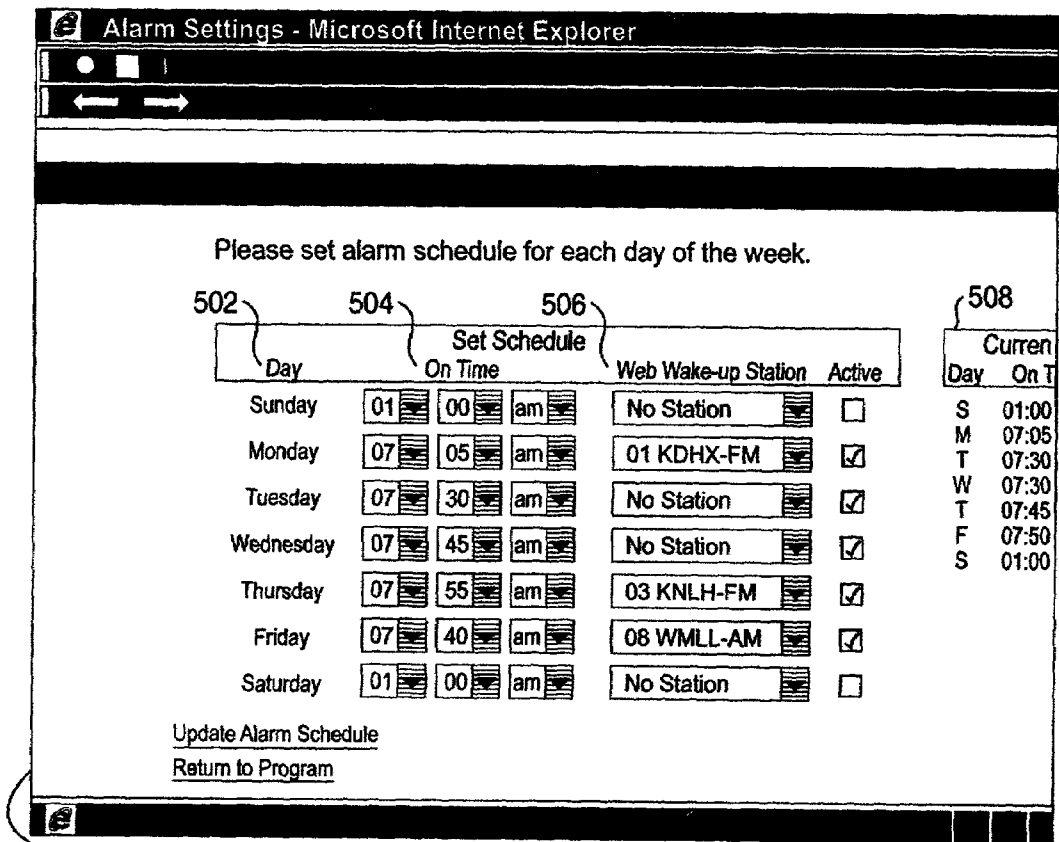 Alarm Settings - Microsoft Internet Explorer
Please set alarm schedule for each day of the week.
502 504 506 508
Set Schedule Curren
Day On Time Web Wake-up Station Active Day On T
Sunday 01 00 am No Station S 01:00
Monday 07 05 am 01 KDHX-FM M 07:05
Tuesday 07 30 am No Station T 07:30
Wednesday 07 45 am No Station W 07:30
Thursday 07 55 am 03 KNLH-FM T 07:45
Friday 07 40 am 08 WMLL-AM F 07:50
Saturday 01 00 am No Station S 01:00
Update Alarm Schedule
Return to Program